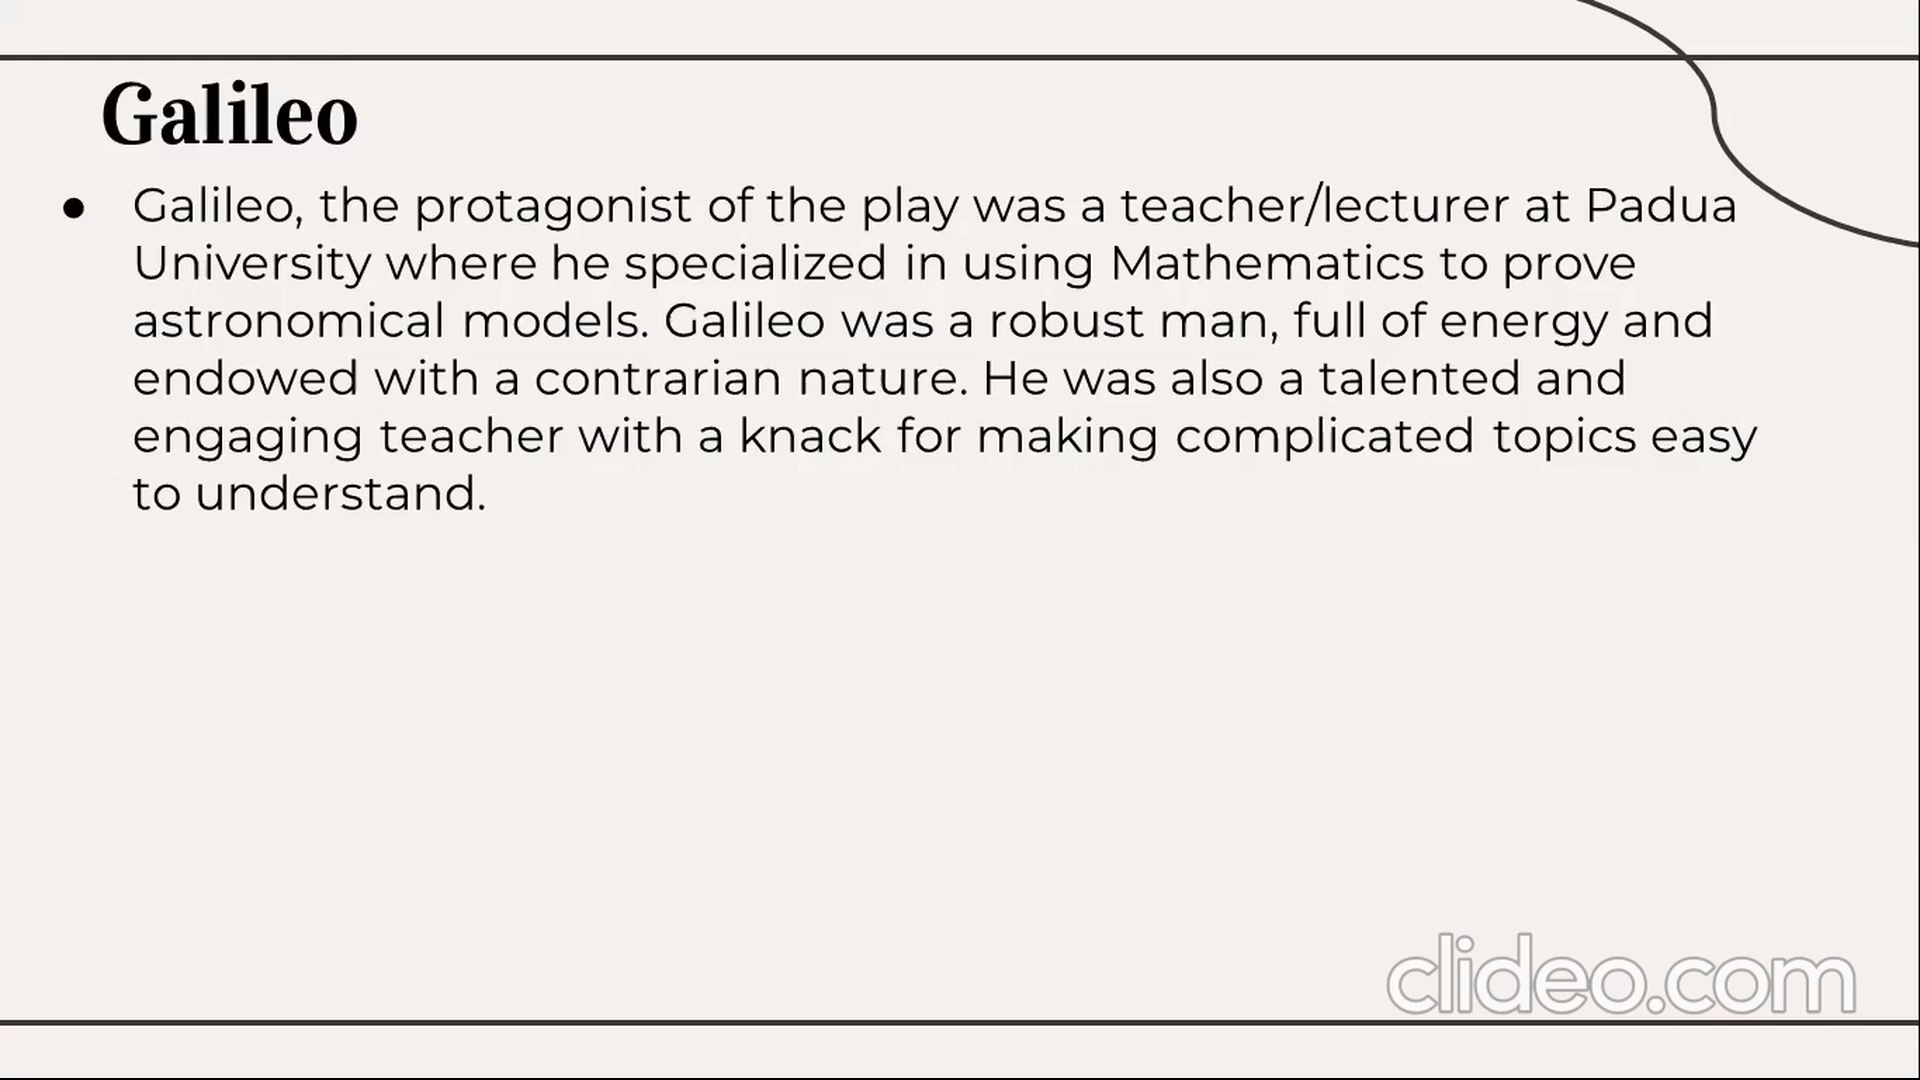 Galileo
● Galileo, the protagonist of the play was a teacher/lecturer at Padua
University where he specialized in using Mathematics to prove
astronomical models. Galileo was a robust man, full of energy and
endowed with a contrarian nature. He was also a talented and
engaging teacher with a knack for making complicated topics easy
to understand.
clideo.com